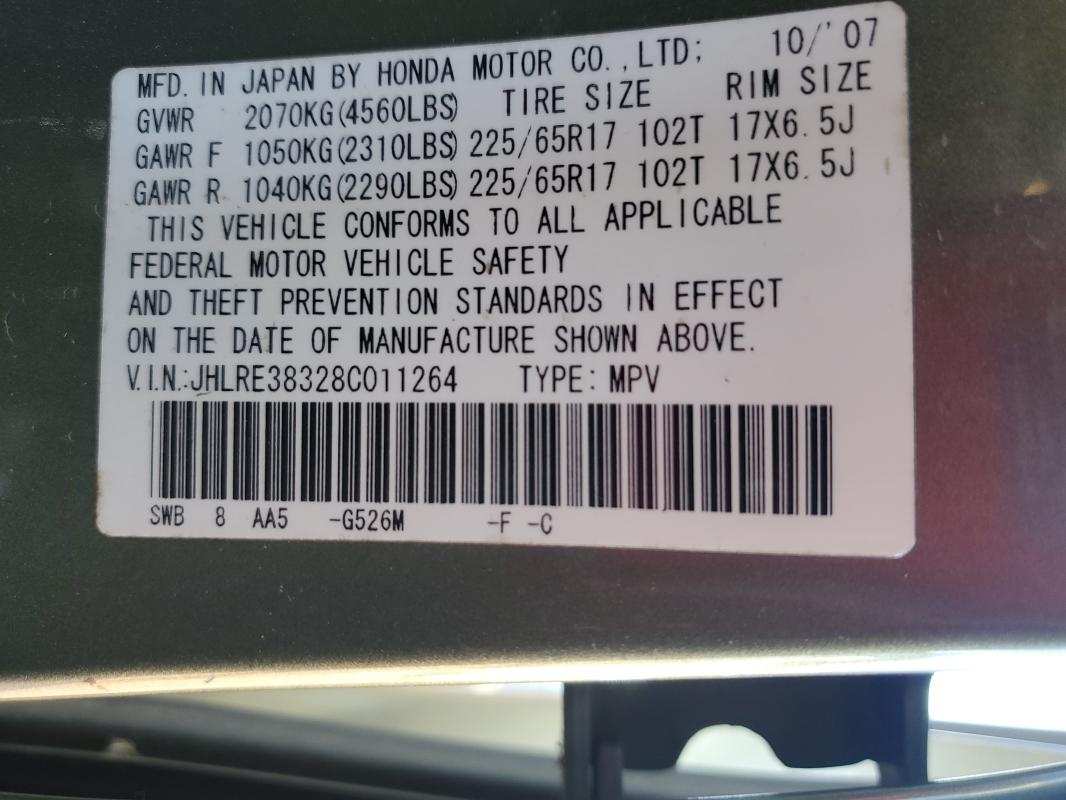 MFD. IN JAPAN BY HONDA MOTOR CO.,LTD; 10/'07
GVWR 2070KG(4560LBS) TIRE SIZE RIM SIZE
GAWR F 1050KG(2310LBS) 225/65R17 102T 17X6.5J
GAWR R 1040KG(2290LBS) 225/65R17 102T 17X6.5J
THIS VEHICLE CONFORMS TO ALL APPLICABLE
FEDERAL MOTOR VEHICLE SAFETY
AND THEFT PREVENTION STANDARDS IN EFFECT
ON THE DATE OF MANUFACTURE SHOWN ABOVE.
V.I.N.:JHLRE38328C011264 TYPE: MPV
SWB 8 AA5 -G526M -F -C